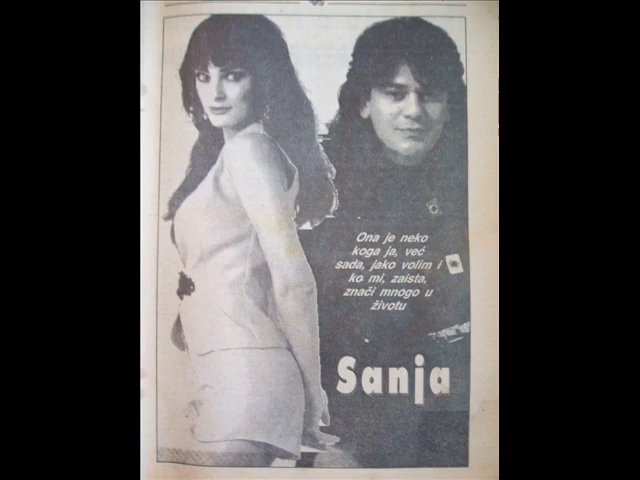 Ona je neko
koga ja, već
sada, jako volim i
ko mi, zaista,
znači mnogo u
životu
Sanja